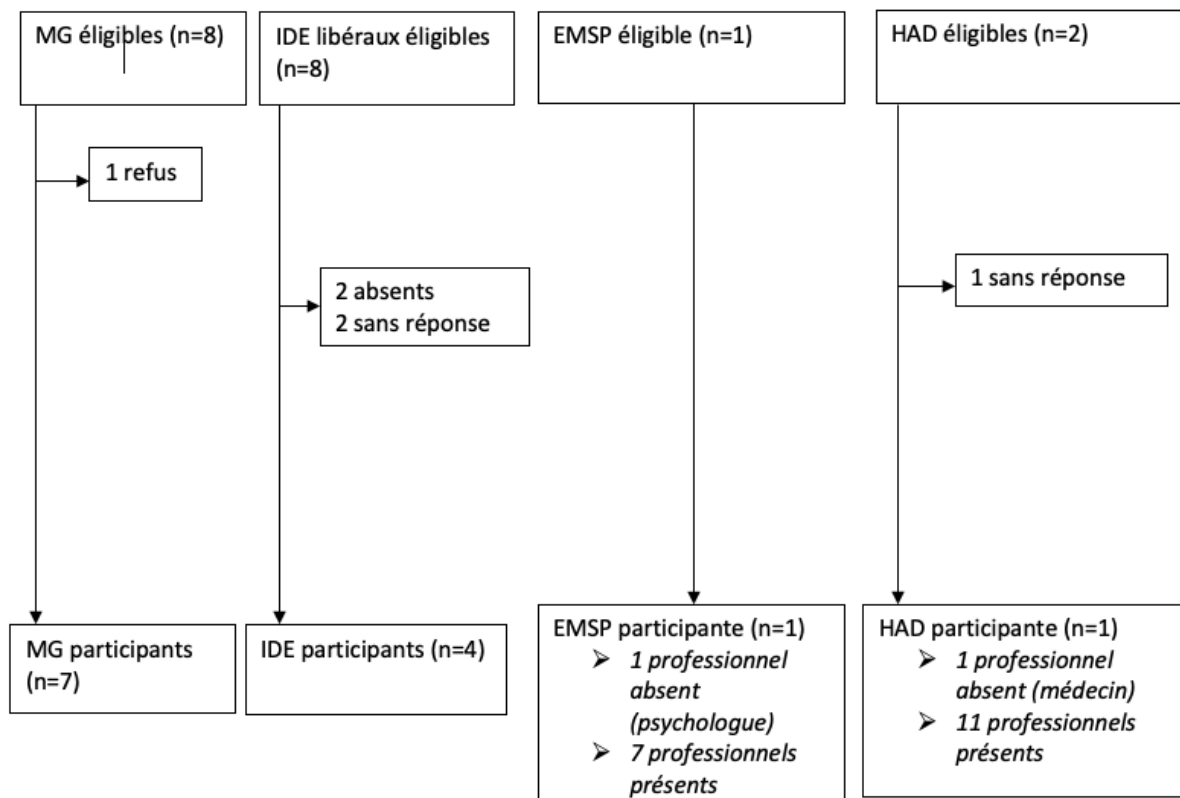 MG éligibles (n=8)
IDE libéraux éligibles
(n=8)
EMSP éligible (n=1)
HAD éligibles (n=2)
1 refus
2 absents
2 sans réponse
1 sans réponse
MG participants
(n=7)
IDE participants (n=4)
EMSP participante (n=1)
➢ 1 professionnel
absent
(psychologue)
➢ 7 professionnels
présents
HAD participante (n=1)
➢ 1 professionnel
absent (médecin)
➢ 11 professionnels
présents